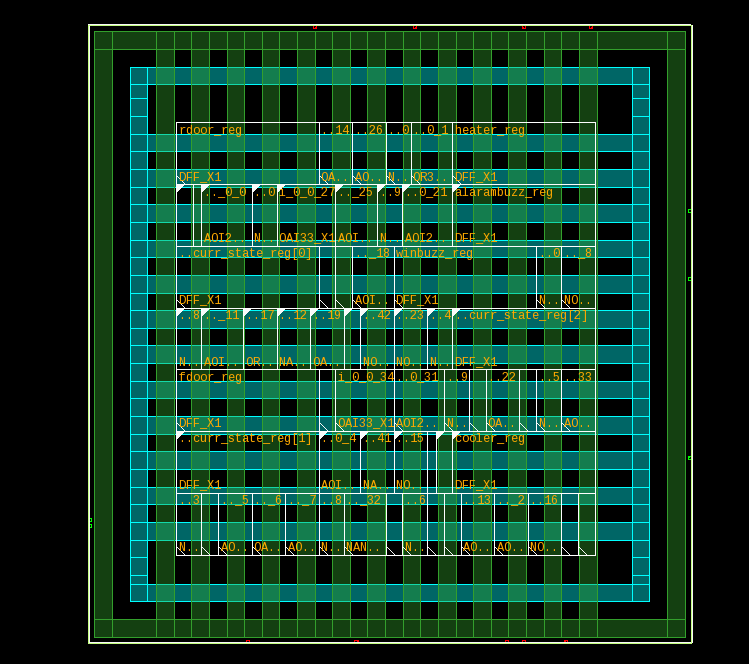 rdoor_reg ..14 ..26 ..0 ..0_1 heater_reg
DFF_X1 OA.. AO.. N.. OR3.. DFF_X1
.._0_0 ..0 i_0_0_27 .._25 ..9 ..0_21 alarambuzz_reg
AOI2.. N.. OAI33_X1 AOI.. N.. AOI2.. DFF_X1
..curr_state_reg[0] .._18 winbuzz_reg ..0 .._8
DFF_X1 AOI.. DFF_X1 N.. NO..
..8 .._11 ..17 ..12 ..19 ..42 ..23 ..4 ..curr_state_reg[2]
N.. AOI.. OR.. NA.. OA.. NO.. NO.. N.. DFF_X1
fdoor_reg i_0_0_34 ..0_31 ..9 ..22 ..5 ..33
DFF_X1 OAI33_X1 AOI2.. N.. OA.. N.. AO..
..curr_state_reg[1] ..0_4 ..41 ..15 cooler_reg
DFF_X1 AOI.. NA.. NO.. DFF_X1
..3 .._5 .._6 .._7 ..8 .._32 ..6 ..13 .._2 ..16
N.. AO.. OA.. AO.. N.. NAN.. N.. AO.. AO.. NO..